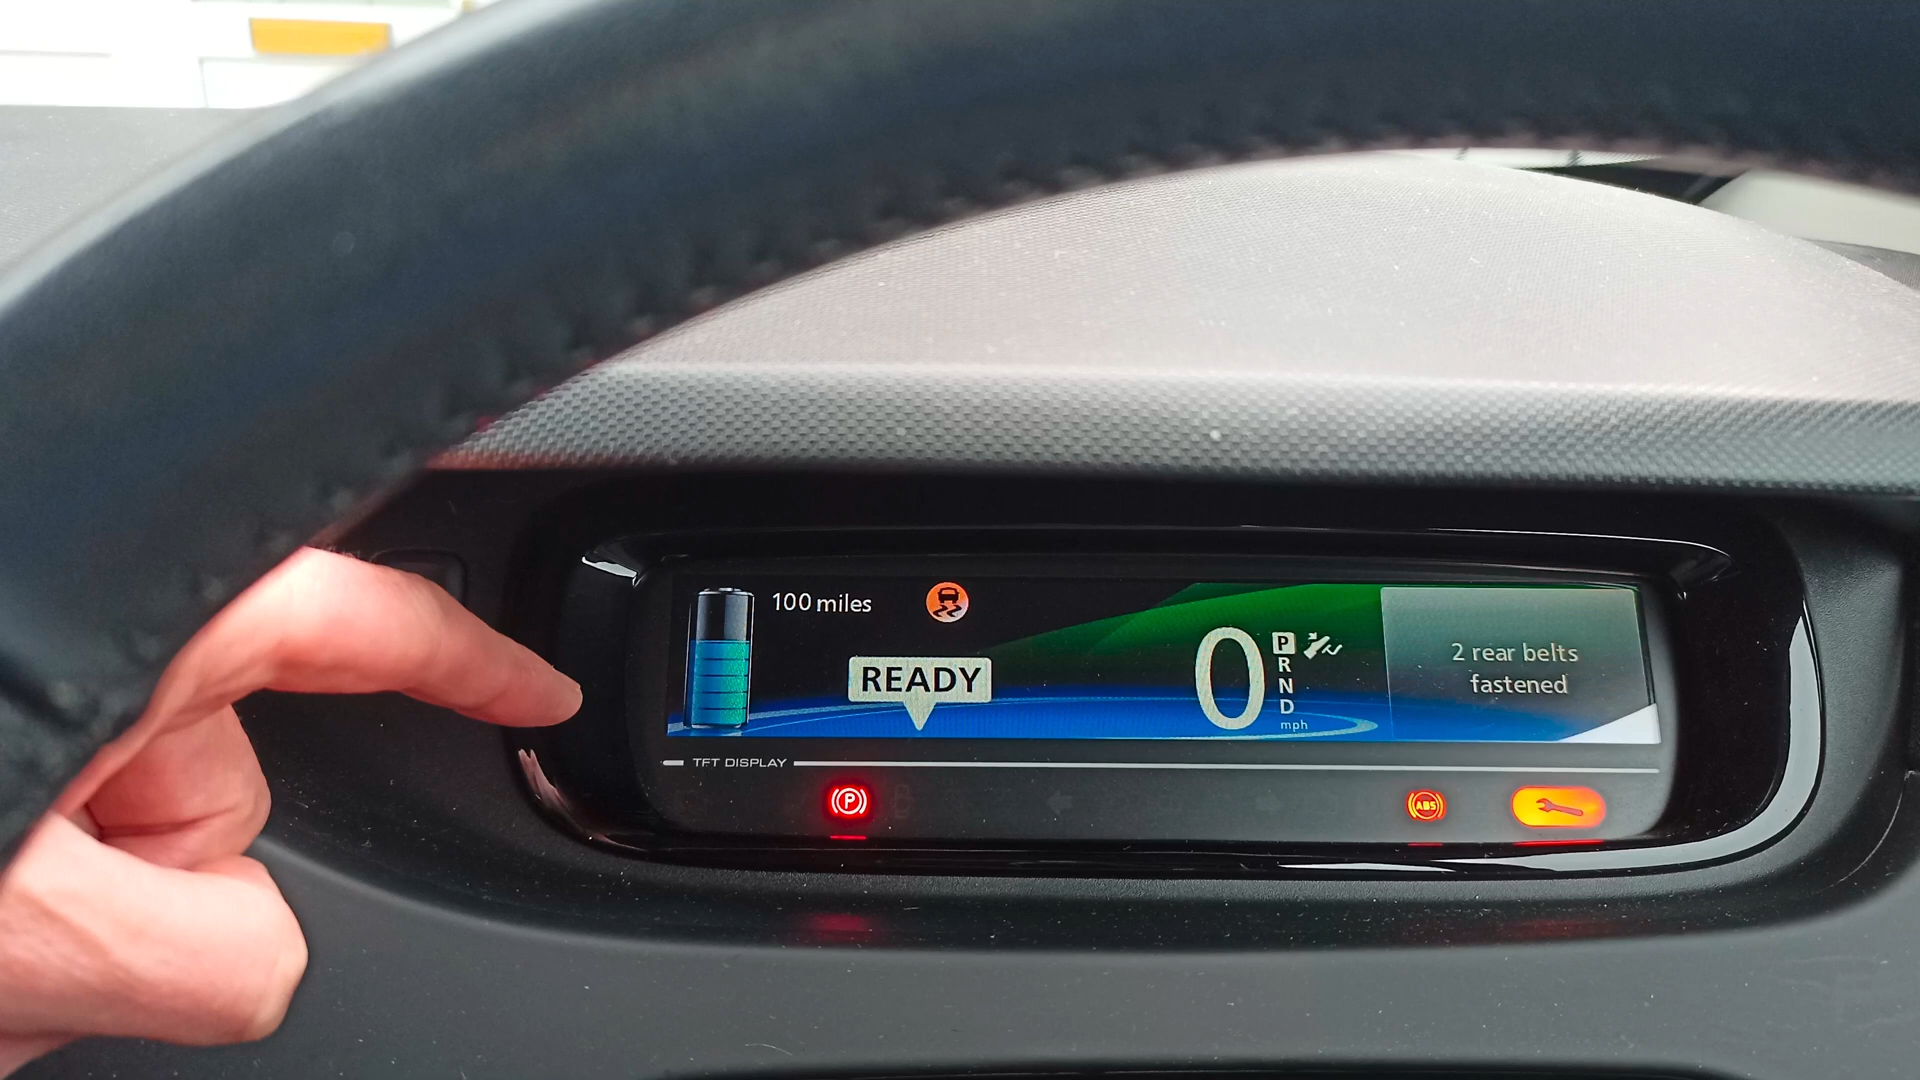 100 miles
READY
0
P
R
N
D
mph
2 rear belts
fastened
TFT DISPLAY
P
ABS